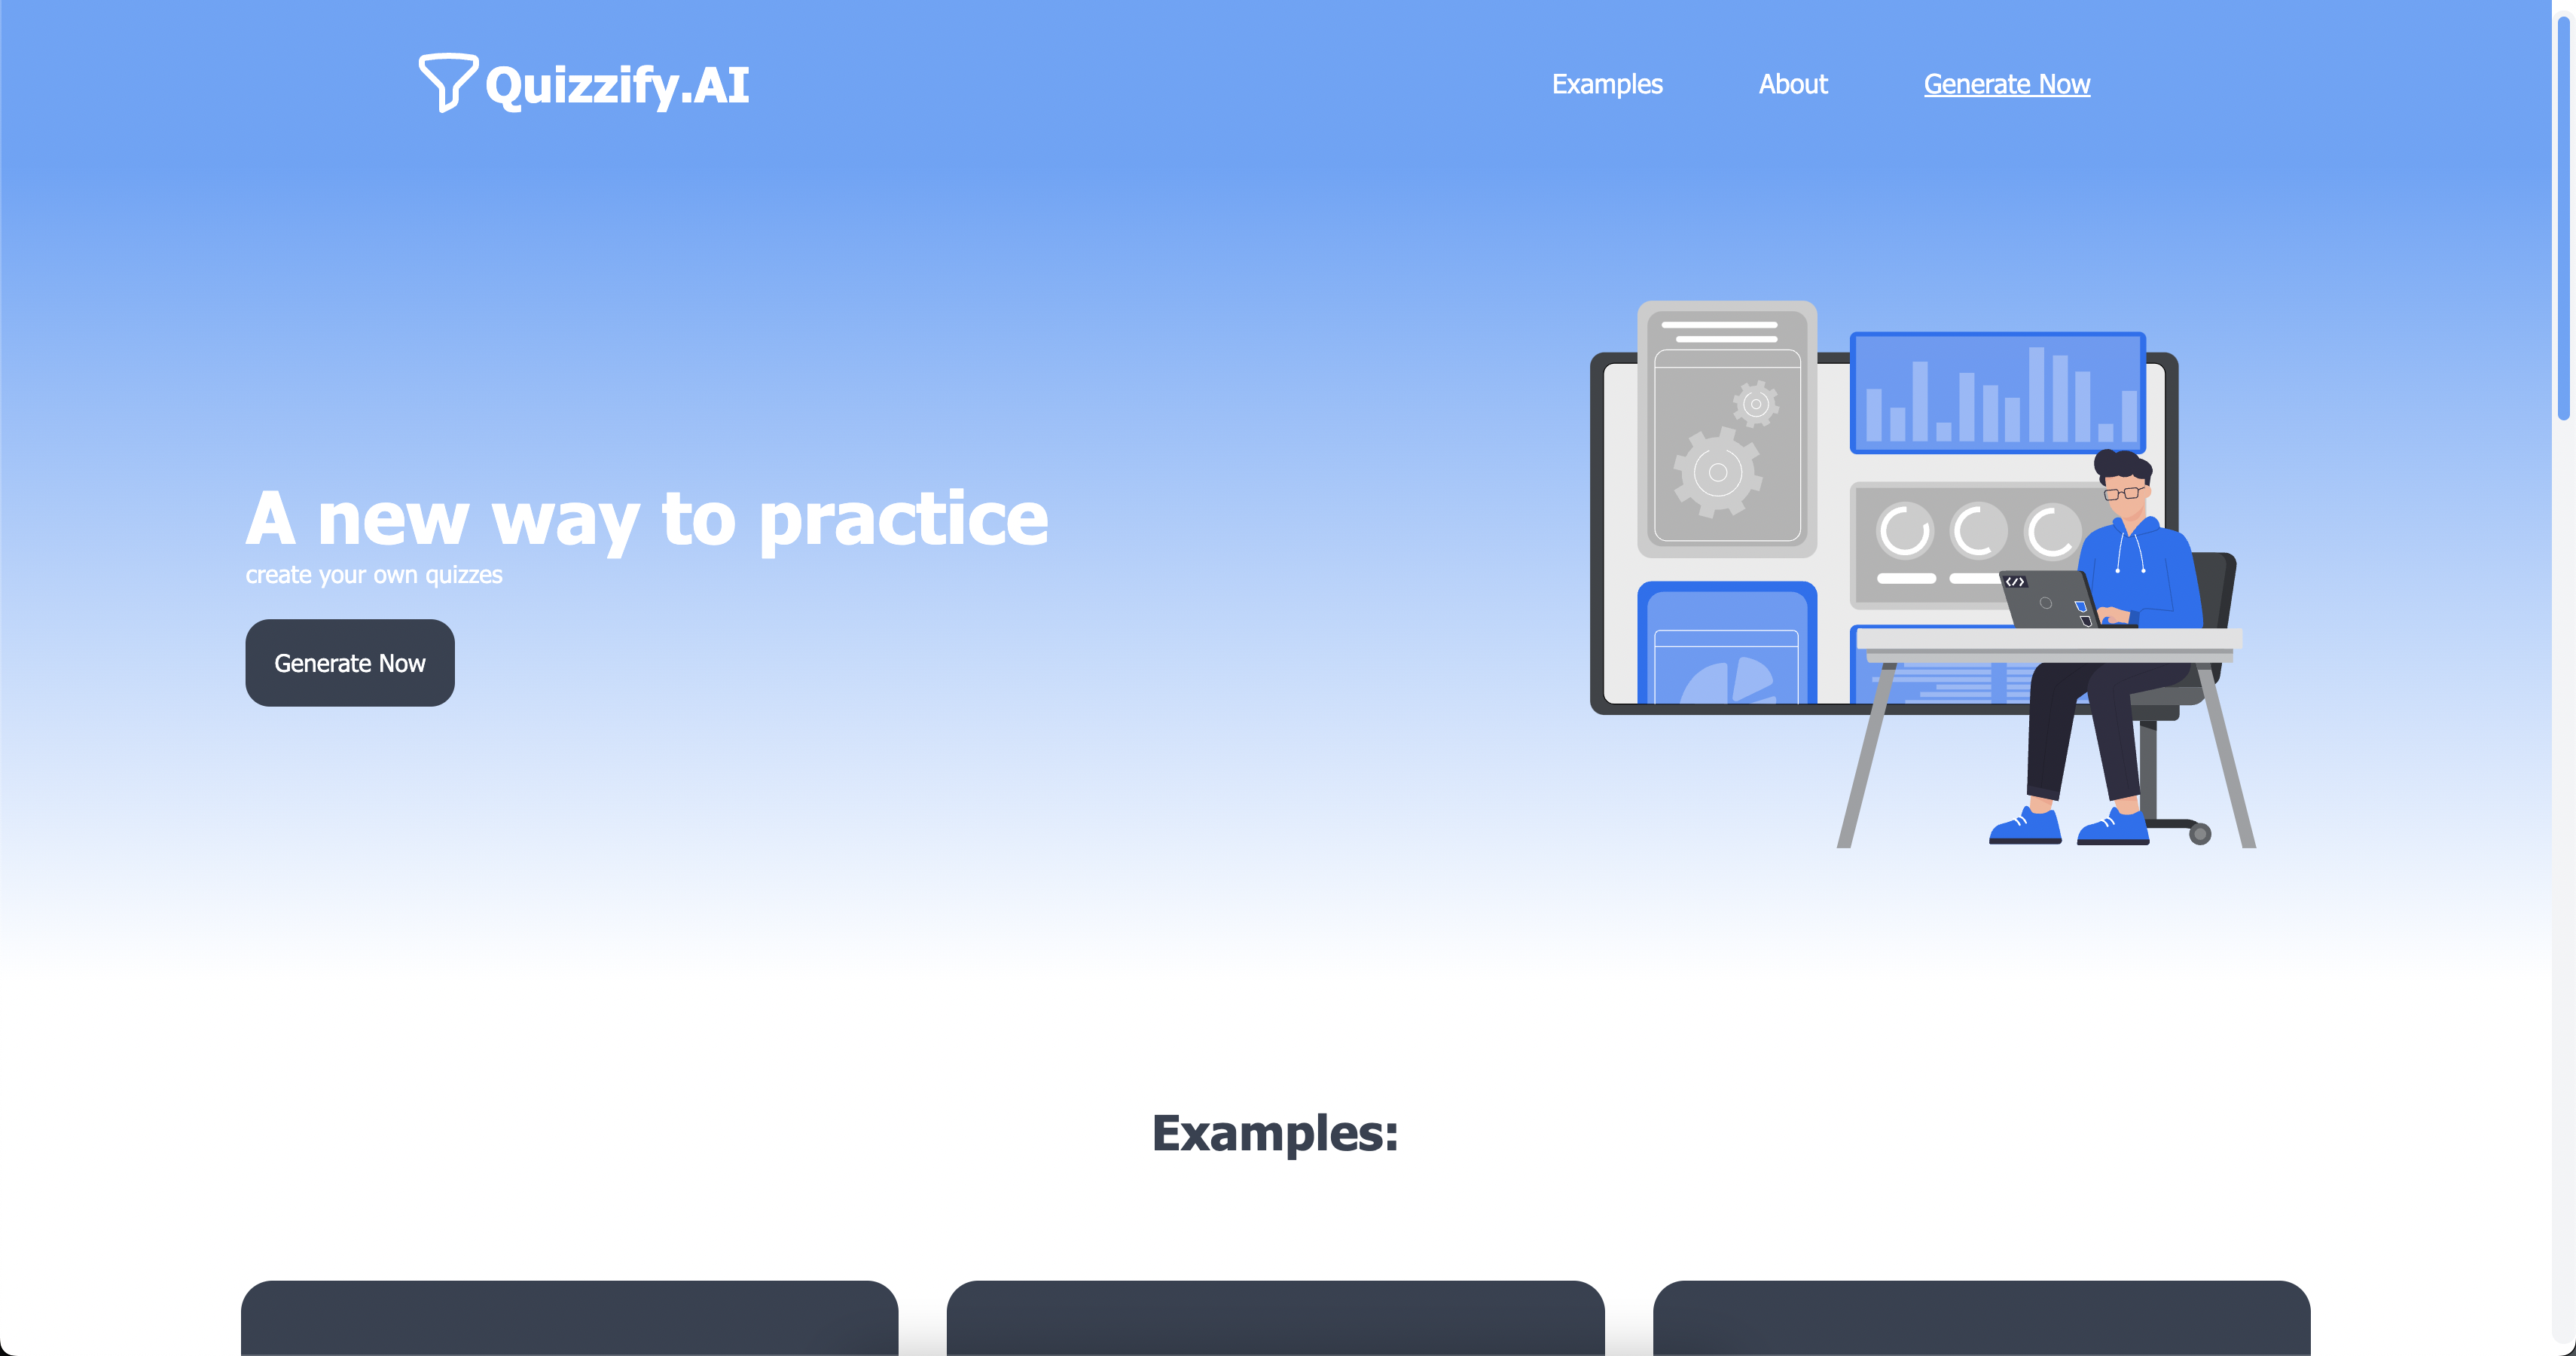 Quizzify.AI
Examples
About
Generate Now
A new way to practice
create your own quizzes
Generate Now
</>
Examples: